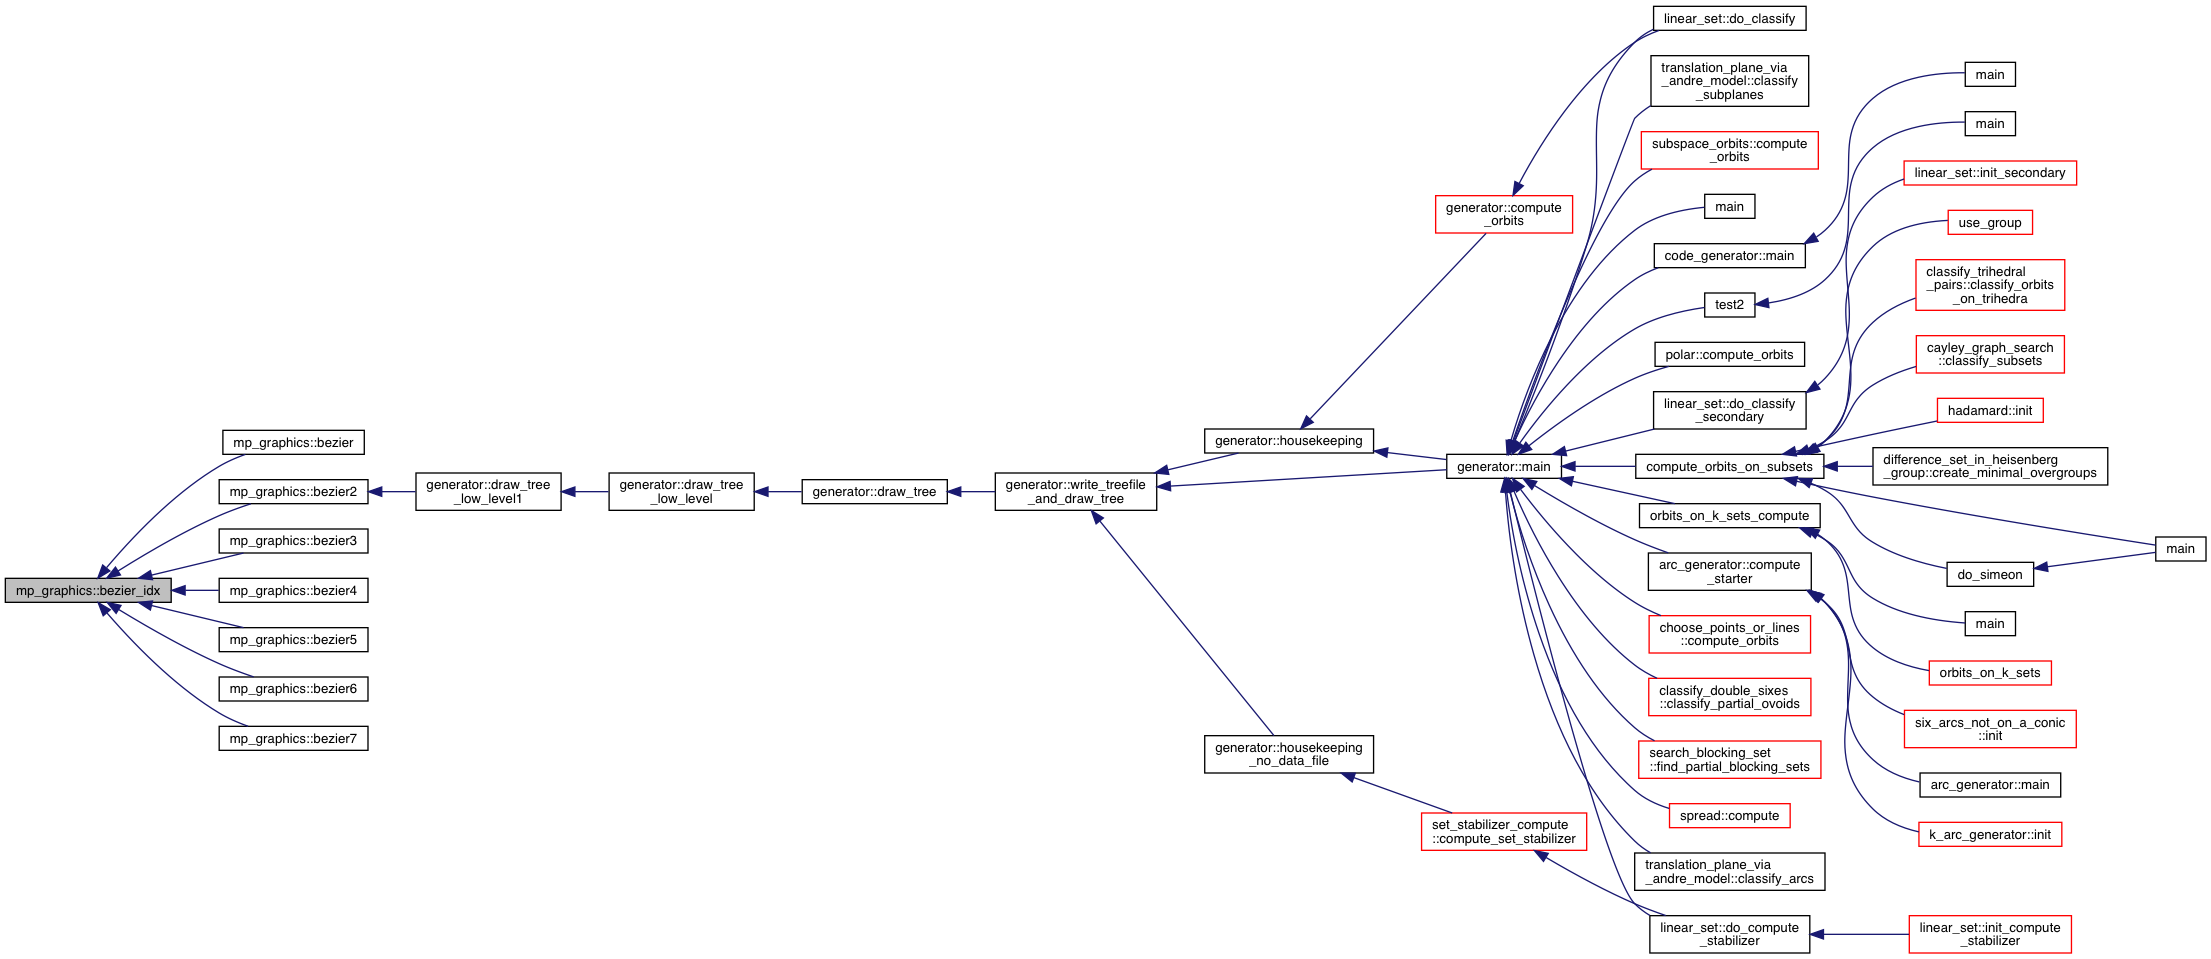 mp_graphics::bezier_idx
mp_graphics::bezier
mp_graphics::bezier2
mp_graphics::bezier3
mp_graphics::bezier4
mp_graphics::bezier5
mp_graphics::bezier6
mp_graphics::bezier7
generator::draw_tree
_low_level1
generator::draw_tree
_low_level
generator::draw_tree
generator::write_treefile
_and_draw_tree
generator::housekeeping
generator::housekeeping
_no_data_file
generator::compute
_orbits
generator::main
set_stabilizer_compute
::compute_set_stabilizer
linear_set::do_classify
translation_plane_via
_andre_model::classify
_subplanes
subspace_orbits::compute
_orbits
main
code_generator::main
test2
polar::compute_orbits
linear_set::do_classify
_secondary
compute_orbits_on_subsets
orbits_on_k_sets_compute
arc_generator::compute
_starter
choose_points_or_lines
::compute_orbits
classify_double_sixes
::classify_partial_ovoids
search_blocking_set
::find_partial_blocking_sets
spread::compute
translation_plane_via
_andre_model::classify_arcs
linear_set::do_compute
_stabilizer
main
main
linear_set::init_secondary
use_group
classify_trihedral
_pairs::classify_orbits
_on_trihedra
cayley_graph_search
::classify_subsets
hadamard::init
difference_set_in_heisenberg
_group::create_minimal_overgroups
do_simeon
main
orbits_on_k_sets
six_arcs_not_on_a_conic
::init
arc_generator::main
k_arc_generator::init
linear_set::init_compute
_stabilizer
main